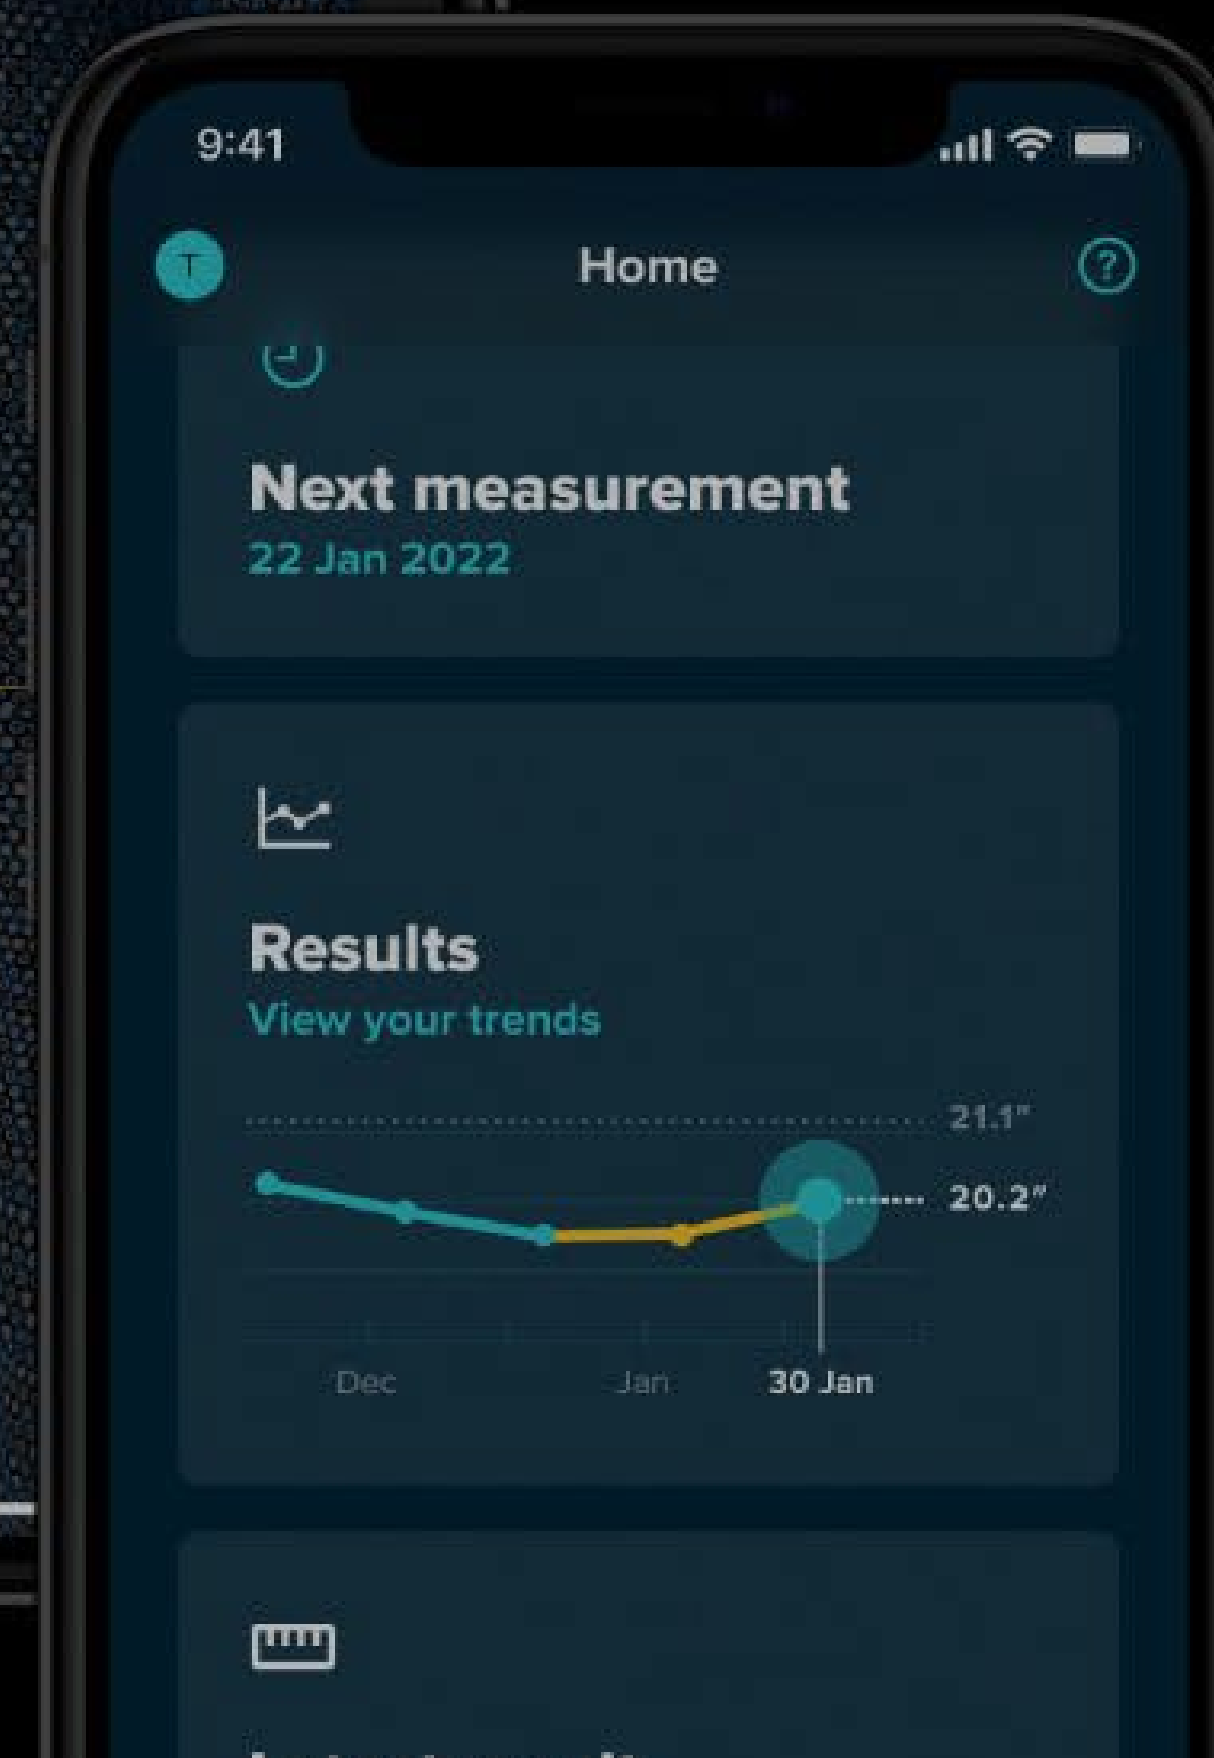 9:41
T
Home
?
Next measurement
22 Jan 2022
Results
View your trends
21.1"
20.2"
Dec
Jan
30 Jan